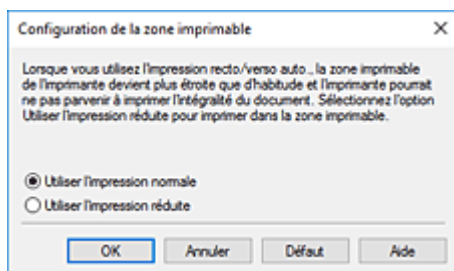 Configuration de la zone imprimable
Lorsque vous utilisez l'impression recto/verso auto., la zone imprimable
de l'imprimante devient plus étroite que d'habitude et l'imprimante pourrait
ne pas parvenir à imprimer l'intégralité du document. Sélectionnez l'option
Utiliser l'impression réduite pour imprimer dans la zone imprimable.
Utiliser l'impression normale
Utiliser l'impression réduite
OK Annuler Défaut Aide